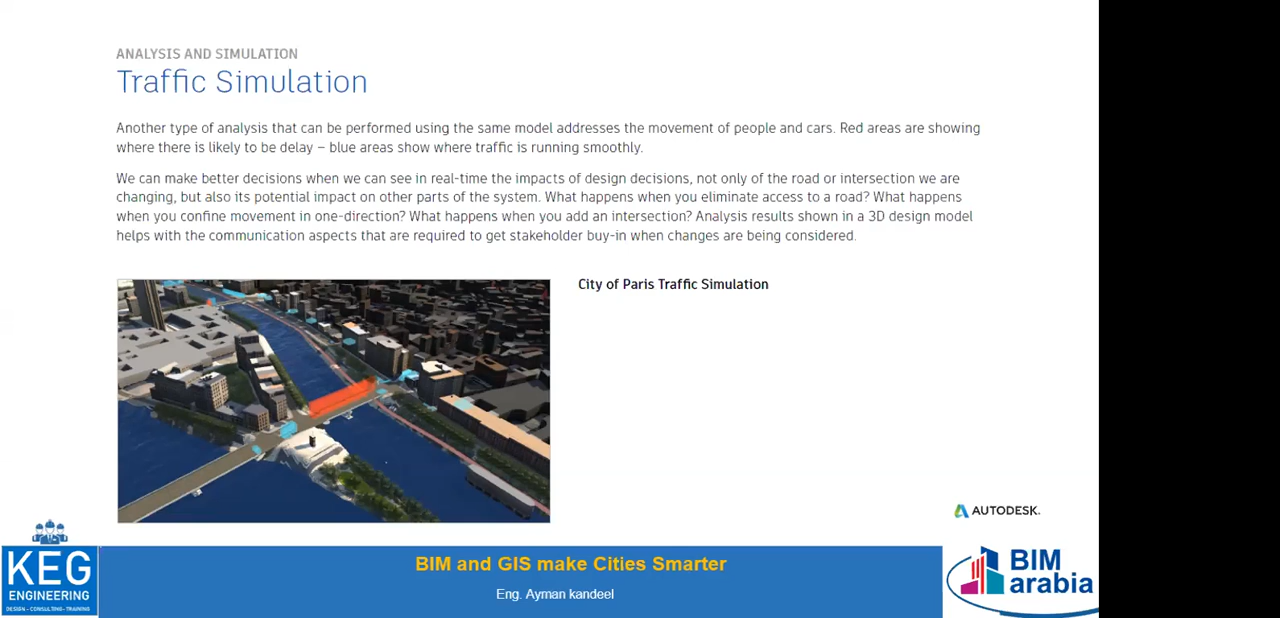 ANALYSIS AND SIMULATION
Traffic Simulation
Another type of analysis that can be performed using the same model addresses the movement of people and cars. Red areas are showing
where there is likely to be delay – blue areas show where traffic is running smoothly.
We can make better decisions when we can see in real-time the impacts of design decisions, not only of the road or intersection we are
changing, but also its potential impact on other parts of the system. What happens when you eliminate access to a road? What happens
when you confine movement in one-direction? What happens when you add an intersection? Analysis results shown in a 3D design model
helps with the communication aspects that are required to get stakeholder buy-in when changes are being considered.
City of Paris Traffic Simulation
AUTODESK.
KEG
ENGINEERING
DESIGN - CONSULTING- TRAINING
BIM and GIS make Cities Smarter
Eng. Ayman kandeel
BIM
arabia